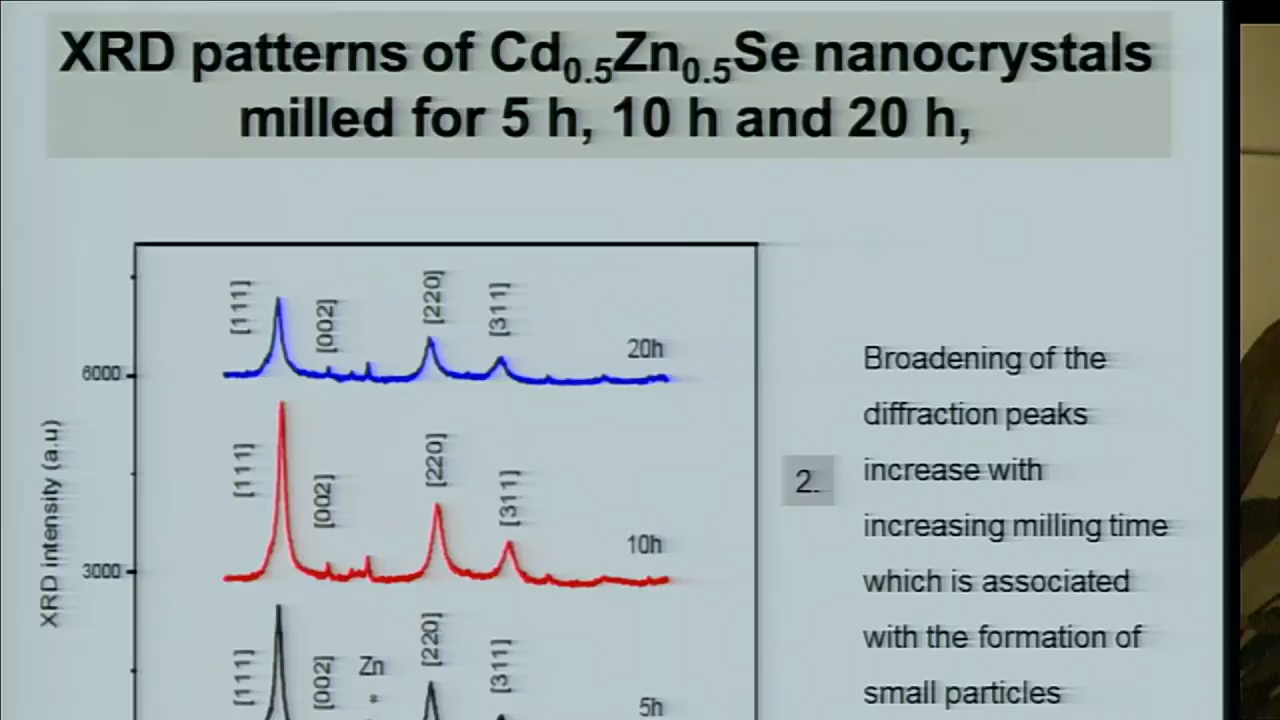 XRD patterns of Cd₀.₅Zn₀.₅Se nanocrystals
milled for 5 h, 10 h and 20 h,
[111]
[002]
[220]
[311]
20h
6000
[111]
[002]
[220]
[311]
10h
3000
XRD intensity (a.u)
[111]
[002]
Zn
*
[220]
[311]
5h
2.
Broadening of the
diffraction peaks
increase with
increasing milling time
which is associated
with the formation of
small particles